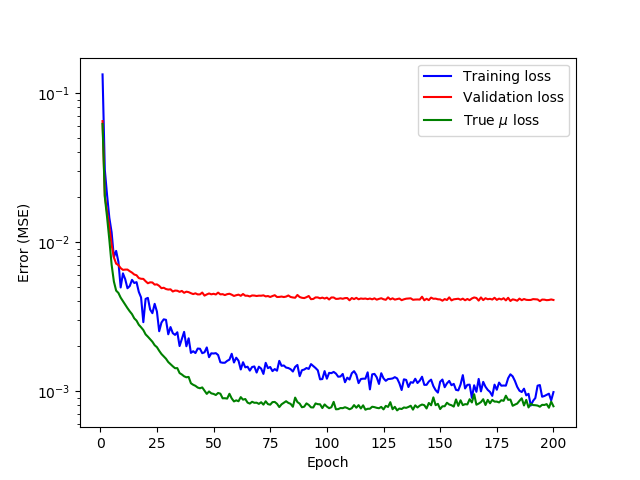 Training loss
Validation loss
True μ loss
Error (MSE)
10⁻¹
10⁻²
10⁻³
0 25 50 75 100 125 150 175 200
Epoch